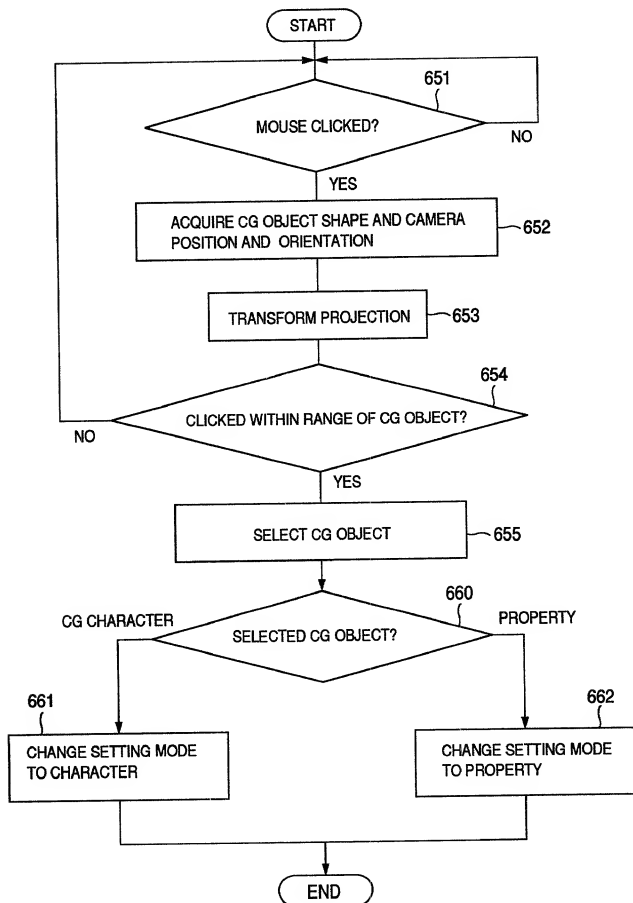 START
651
MOUSE CLICKED?
NO
YES
ACQUIRE CG OBJECT SHAPE AND CAMERA
POSITION AND ORIENTATION
652
TRANSFORM PROJECTION
653
654
CLICKED WITHIN RANGE OF CG OBJECT?
NO
YES
SELECT CG OBJECT
655
660
CG CHARACTER
PROPERTY
SELECTED CG OBJECT?
661
662
CHANGE SETTING MODE
TO CHARACTER
CHANGE SETTING MODE
TO PROPERTY
END